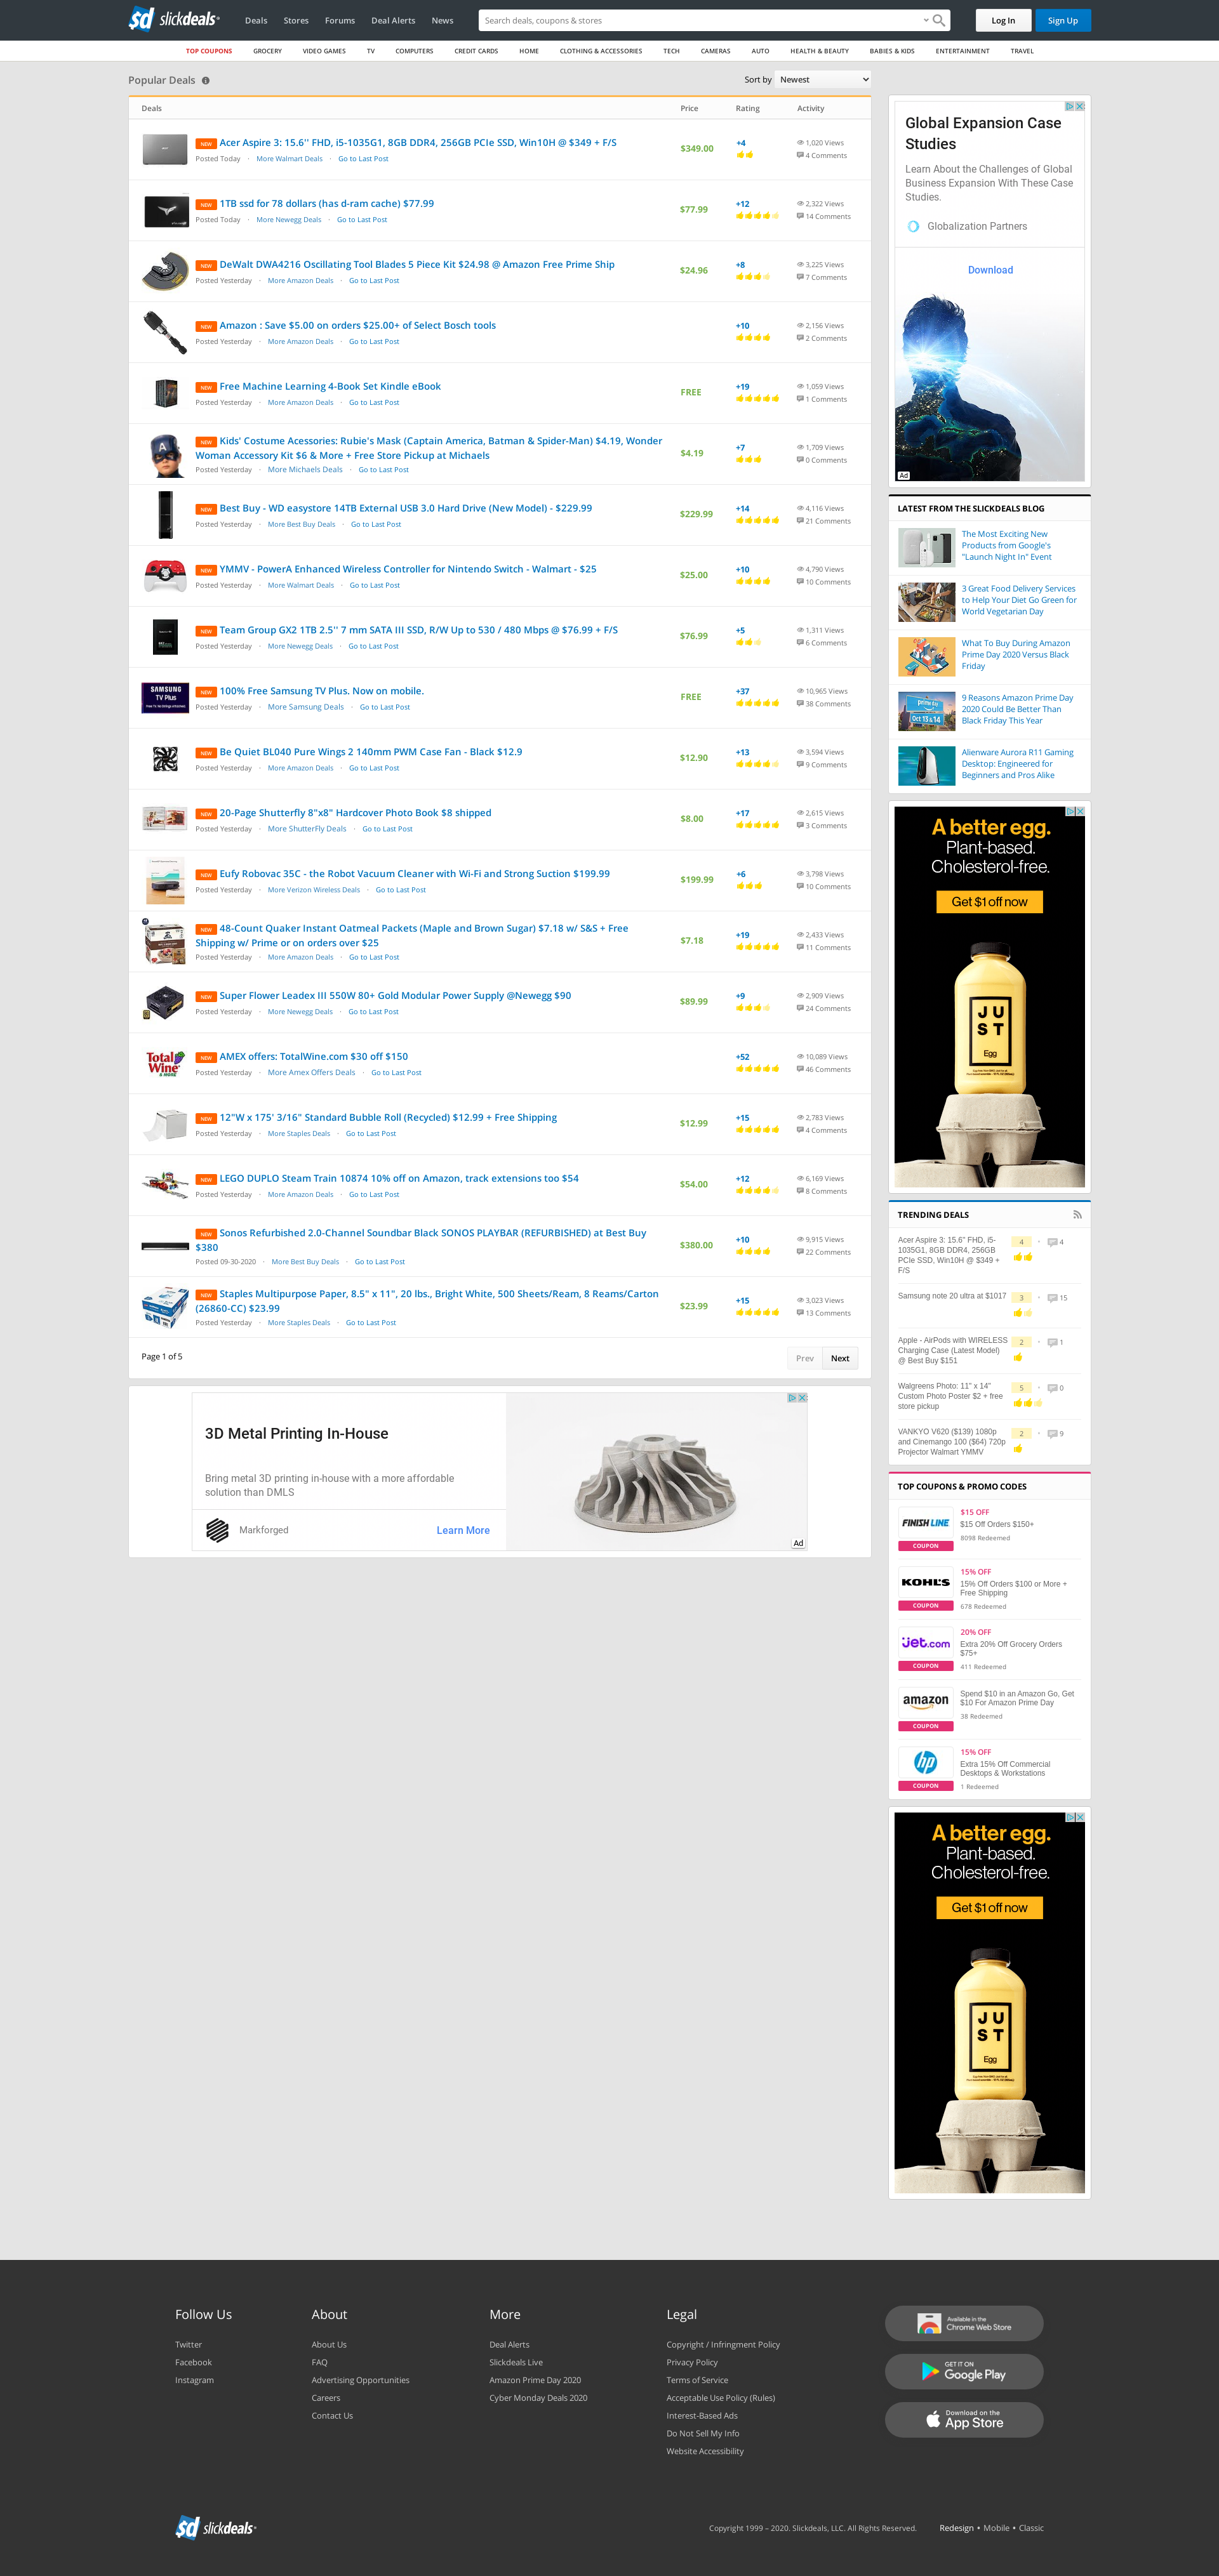 slickdeals
Deals
Stores
Forums
Deal Alerts
News
Search deals, coupons & stores
Log In
Sign Up
TOP COUPONS
GROCERY
VIDEO GAMES
TV
COMPUTERS
CREDIT CARDS
HOME
CLOTHING & ACCESSORIES
TECH
CAMERAS
AUTO
HEALTH & BEAUTY
BABIES & KIDS
ENTERTAINMENT
TRAVEL
Popular Deals
Sort by Newest
Deals Price Rating Activity
NEW Acer Aspire 3: 15.6'' FHD, i5-1035G1, 8GB DDR4, 256GB PCIe SSD, Win10H @ $349 + F/S
Posted Today · More Walmart Deals · Go to Last Post
$349.00
+4
1,020 Views
4 Comments
NEW 1TB ssd for 78 dollars (has d-ram cache) $77.99
Posted Today · More Newegg Deals · Go to Last Post
$77.99
+12
2,322 Views
14 Comments
NEW DeWalt DWA4216 Oscillating Tool Blades 5 Piece Kit $24.98 @ Amazon Free Prime Ship
Posted Yesterday · More Amazon Deals · Go to Last Post
$24.96
+8
3,225 Views
7 Comments
NEW Amazon : Save $5.00 on orders $25.00+ of Select Bosch tools
Posted Yesterday · More Amazon Deals · Go to Last Post
+10
2,156 Views
2 Comments
NEW Free Machine Learning 4-Book Set Kindle eBook
Posted Yesterday · More Amazon Deals · Go to Last Post
FREE
+19
1,059 Views
1 Comments
NEW Kids' Costume Acessories: Rubie's Mask (Captain America, Batman & Spider-Man) $4.19, Wonder
Woman Accessory Kit $6 & More + Free Store Pickup at Michaels
Posted Yesterday · More Michaels Deals · Go to Last Post
$4.19
+7
1,709 Views
0 Comments
NEW Best Buy - WD easystore 14TB External USB 3.0 Hard Drive (New Model) - $229.99
Posted Yesterday · More Best Buy Deals · Go to Last Post
$229.99
+14
4,116 Views
21 Comments
NEW YMMV - PowerA Enhanced Wireless Controller for Nintendo Switch - Walmart - $25
Posted Yesterday · More Walmart Deals · Go to Last Post
$25.00
+10
4,790 Views
10 Comments
NEW Team Group GX2 1TB 2.5'' 7 mm SATA III SSD, R/W Up to 530 / 480 Mbps @ $76.99 + F/S
Posted Yesterday · More Newegg Deals · Go to Last Post
$76.99
+5
1,311 Views
6 Comments
SAMSUNG
TV Plus
NEW 100% Free Samsung TV Plus. Now on mobile.
Posted Yesterday · More Samsung Deals · Go to Last Post
FREE
+37
10,965 Views
38 Comments
NEW Be Quiet BL040 Pure Wings 2 140mm PWM Case Fan - Black $12.9
Posted Yesterday · More Amazon Deals · Go to Last Post
$12.90
+13
3,594 Views
9 Comments
NEW 20-Page Shutterfly 8"x8" Hardcover Photo Book $8 shipped
Posted Yesterday · More ShutterFly Deals · Go to Last Post
$8.00
+17
2,615 Views
3 Comments
NEW Eufy Robovac 35C - the Robot Vacuum Cleaner with Wi-Fi and Strong Suction $199.99
Posted Yesterday · More Verizon Wireless Deals · Go to Last Post
$199.99
+6
3,798 Views
10 Comments
NEW 48-Count Quaker Instant Oatmeal Packets (Maple and Brown Sugar) $7.18 w/ S&S + Free
Shipping w/ Prime or on orders over $25
Posted Yesterday · More Amazon Deals · Go to Last Post
$7.18
+19
2,433 Views
11 Comments
NEW Super Flower Leadex III 550W 80+ Gold Modular Power Supply @Newegg $90
Posted Yesterday · More Newegg Deals · Go to Last Post
$89.99
+9
2,909 Views
24 Comments
Total
Wine
& MORE
NEW AMEX offers: TotalWine.com $30 off $150
Posted Yesterday · More Amex Offers Deals · Go to Last Post
+52
10,089 Views
46 Comments
NEW 12"W x 175' 3/16" Standard Bubble Roll (Recycled) $12.99 + Free Shipping
Posted Yesterday · More Staples Deals · Go to Last Post
$12.99
+15
2,783 Views
4 Comments
NEW LEGO DUPLO Steam Train 10874 10% off on Amazon, track extensions too $54
Posted Yesterday · More Amazon Deals · Go to Last Post
$54.00
+12
6,169 Views
8 Comments
NEW Sonos Refurbished 2.0-Channel Soundbar Black SONOS PLAYBAR (REFURBISHED) at Best Buy
$380
Posted 09-30-2020 · More Best Buy Deals · Go to Last Post
$380.00
+10
9,915 Views
22 Comments
NEW Staples Multipurpose Paper, 8.5" x 11", 20 lbs., Bright White, 500 Sheets/Ream, 8 Reams/Carton
(26860-CC) $23.99
Posted Yesterday · More Staples Deals · Go to Last Post
$23.99
+15
3,023 Views
13 Comments
Page 1 of 5
Prev
Next
3D Metal Printing In-House
Bring metal 3D printing in-house with a more affordable
solution than DMLS
Markforged
Learn More
Ad
Global Expansion Case
Studies
Learn About the Challenges of Global
Business Expansion With These Case
Studies.
Globalization Partners
Download
Ad
LATEST FROM THE SLICKDEALS BLOG
The Most Exciting New
Products from Google's
"Launch Night In" Event
3 Great Food Delivery Services
to Help Your Diet Go Green for
World Vegetarian Day
What To Buy During Amazon
Prime Day 2020 Versus Black
Friday
prime day
Oct 13 & 14
9 Reasons Amazon Prime Day
2020 Could Be Better Than
Black Friday This Year
Alienware Aurora R11 Gaming
Desktop: Engineered for
Beginners and Pros Alike
A better egg.
Plant-based.
Cholesterol-free.
Get $1 off now
JU
ST
Egg
TRENDING DEALS
Acer Aspire 3: 15.6" FHD, i5-
1035G1, 8GB DDR4, 256GB
PCIe SSD, Win10H @ $349 +
F/S
4 · 4
Samsung note 20 ultra at $1017
3 · 15
Apple - AirPods with WIRELESS
Charging Case (Latest Model)
@ Best Buy $151
2 · 1
Walgreens Photo: 11" x 14"
Custom Photo Poster $2 + free
store pickup
5 · 0
VANKYO V620 ($139) 1080p
and Cinemango 100 ($64) 720p
Projector Walmart YMMV
2 · 9
TOP COUPONS & PROMO CODES
FINISH LINE
COUPON
$15 OFF
$15 Off Orders $150+
8098 Redeemed
KOHL'S
COUPON
15% OFF
15% Off Orders $100 or More +
Free Shipping
678 Redeemed
jet.com
COUPON
20% OFF
Extra 20% Off Grocery Orders
$75+
411 Redeemed
amazon
COUPON
Spend $10 in an Amazon Go, Get
$10 For Amazon Prime Day
38 Redeemed
hp
COUPON
15% OFF
Extra 15% Off Commercial
Desktops & Workstations
1 Redeemed
A better egg.
Plant-based.
Cholesterol-free.
Get $1 off now
JU
ST
Egg
Follow Us
Twitter
Facebook
Instagram
About
About Us
FAQ
Advertising Opportunities
Careers
Contact Us
More
Deal Alerts
Slickdeals Live
Amazon Prime Day 2020
Cyber Monday Deals 2020
Legal
Copyright / Infringment Policy
Privacy Policy
Terms of Service
Acceptable Use Policy (Rules)
Interest-Based Ads
Do Not Sell My Info
Website Accessibility
Available in the
Chrome Web Store
GET IT ON
Google Play
Download on the
App Store
slickdeals
Copyright 1999 – 2020. Slickdeals, LLC. All Rights Reserved.
Redesign • Mobile • Classic